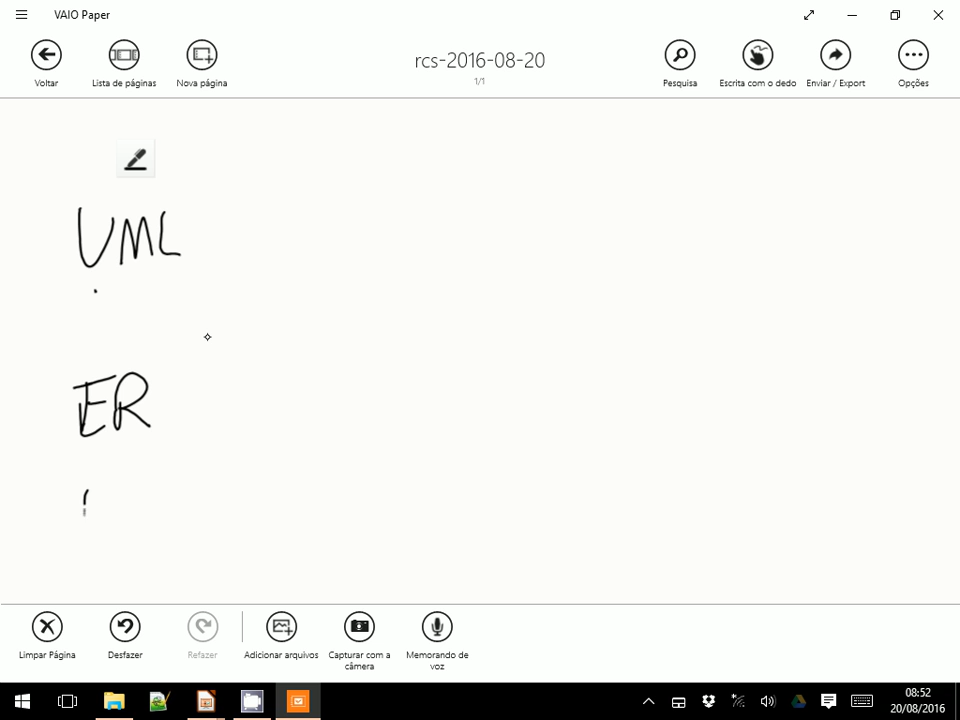 VAIO Paper
Voltar
Lista de páginas
Nova página
rcs-2016-08-20
1/1
Pesquisa
Escrita com o dedo
Enviar / Export
Opções
UML
ER
Limpar Página
Desfazer
Refazer
Adicionar arquivos
Capturar com a
câmera
Memorando de
voz
08:52
20/08/2016